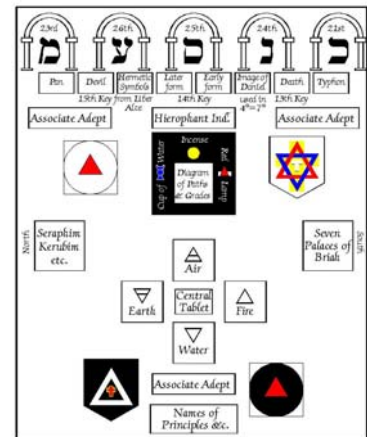 23rd 26th 25th 24th 21st
מ ע ס נ כ
Pan Devil Hermetic Symbols Later form Early form Image of Daniel Death Typhon
15th Key from Liber 14th Key used in 4°=7° 13th Key
Associate Adept Hierophant Ind. Associate Adept
Incense
Cup of Water
Red Lamp
Diagram
of Paths
& Grades
North
Seraphim
Kerubim
etc.
Seven
Palaces of
Briah
South
Air
Earth
Central
Tablet
Fire
Water
Associate Adept
Names of
Principles &c.